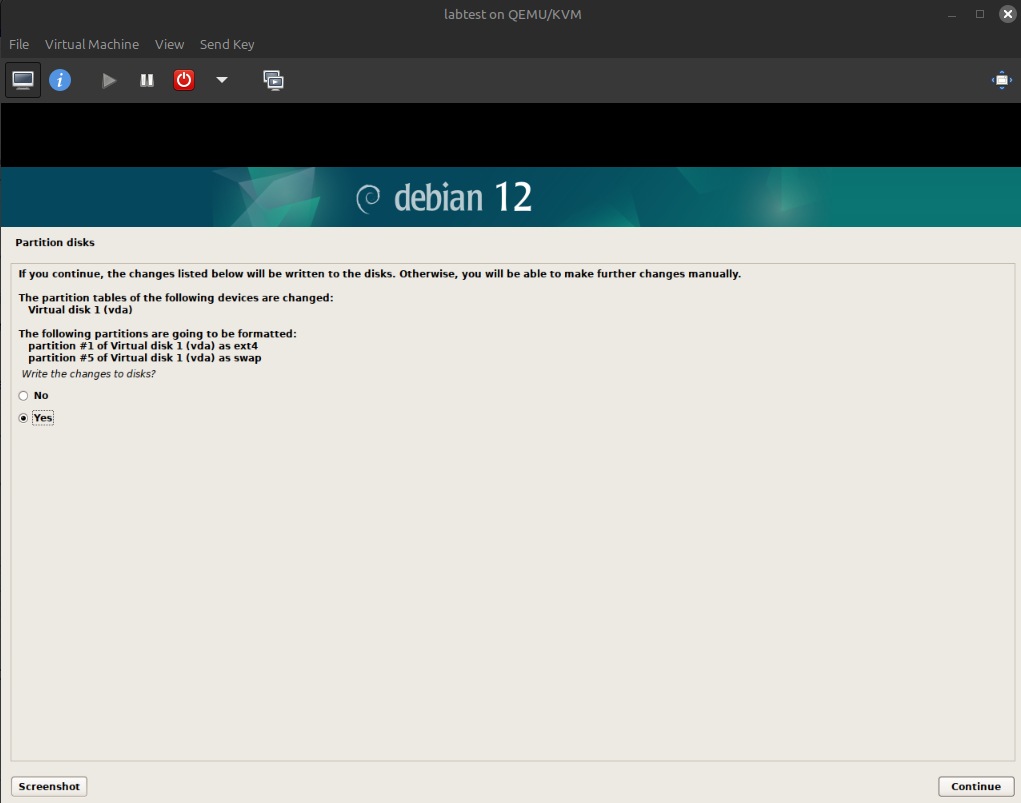 labtest on QEMU/KVM
File Virtual Machine View Send Key
debian 12
Partition disks
If you continue, the changes listed below will be written to the disks. Otherwise, you will be able to make further changes manually.
The partition tables of the following devices are changed:
Virtual disk 1 (vda)
The following partitions are going to be formatted:
partition #1 of Virtual disk 1 (vda) as ext4
partition #5 of Virtual disk 1 (vda) as swap
Write the changes to disks?
No
Yes
Screenshot Continue